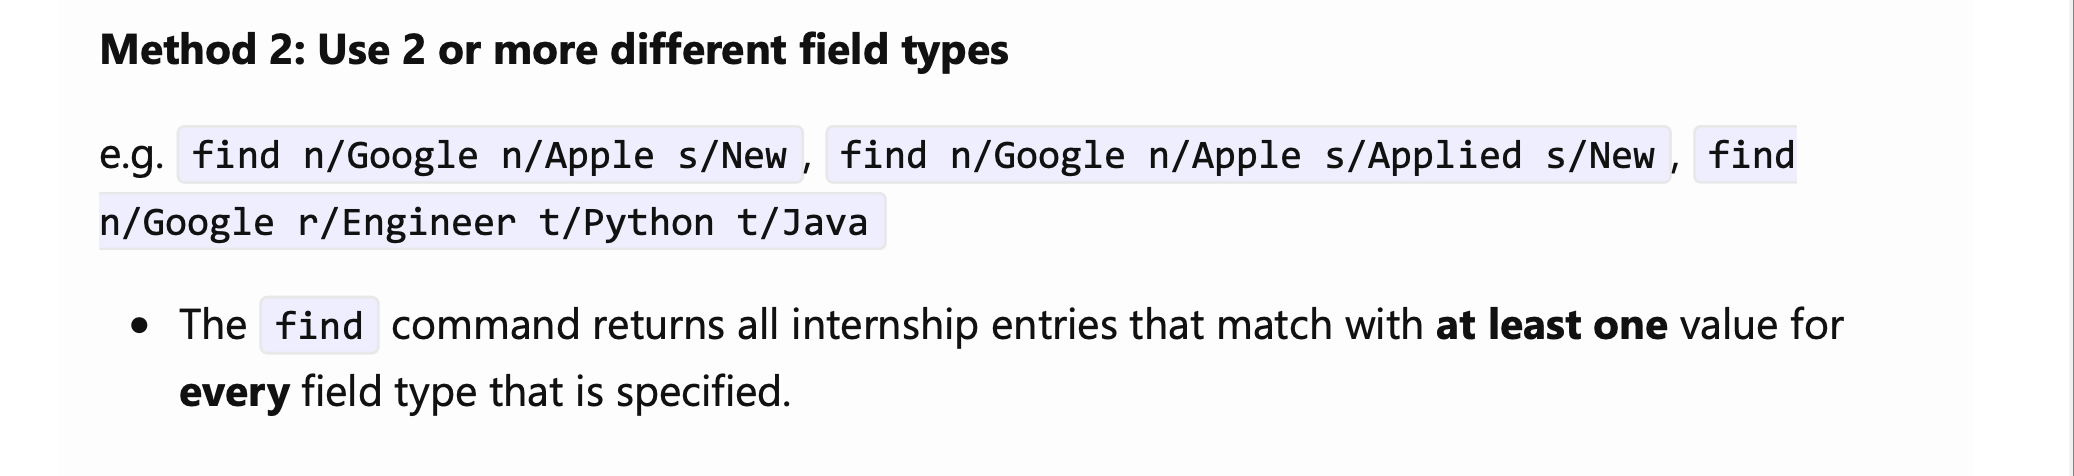 Method 2: Use 2 or more different field types
e.g. find n/Google n/Apple s/New, find n/Google n/Apple s/Applied s/New, find
n/Google r/Engineer t/Python t/Java
• The find command returns all internship entries that match with at least one value for
every field type that is specified.